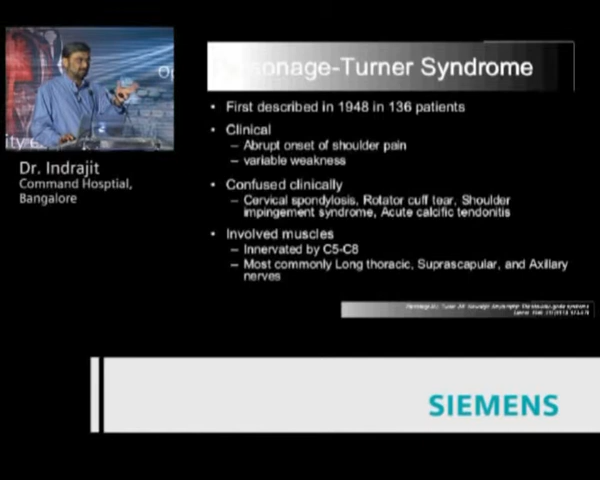 Personage-Turner Syndrome
• First described in 1948 in 136 patients
• Clinical
– Abrupt onset of shoulder pain
– variable weakness
• Confused clinically
– Cervical spondylosis, Rotator cuff tear, Shoulder
impingement syndrome, Acute calcific tendonitis
• Involved muscles
– Innervated by C5-C8
– Most commonly Long thoracic, Suprascapular, and Axillary
nerves
Dr. Indrajit
Command Hosptial,
Bangalore
SIEMENS